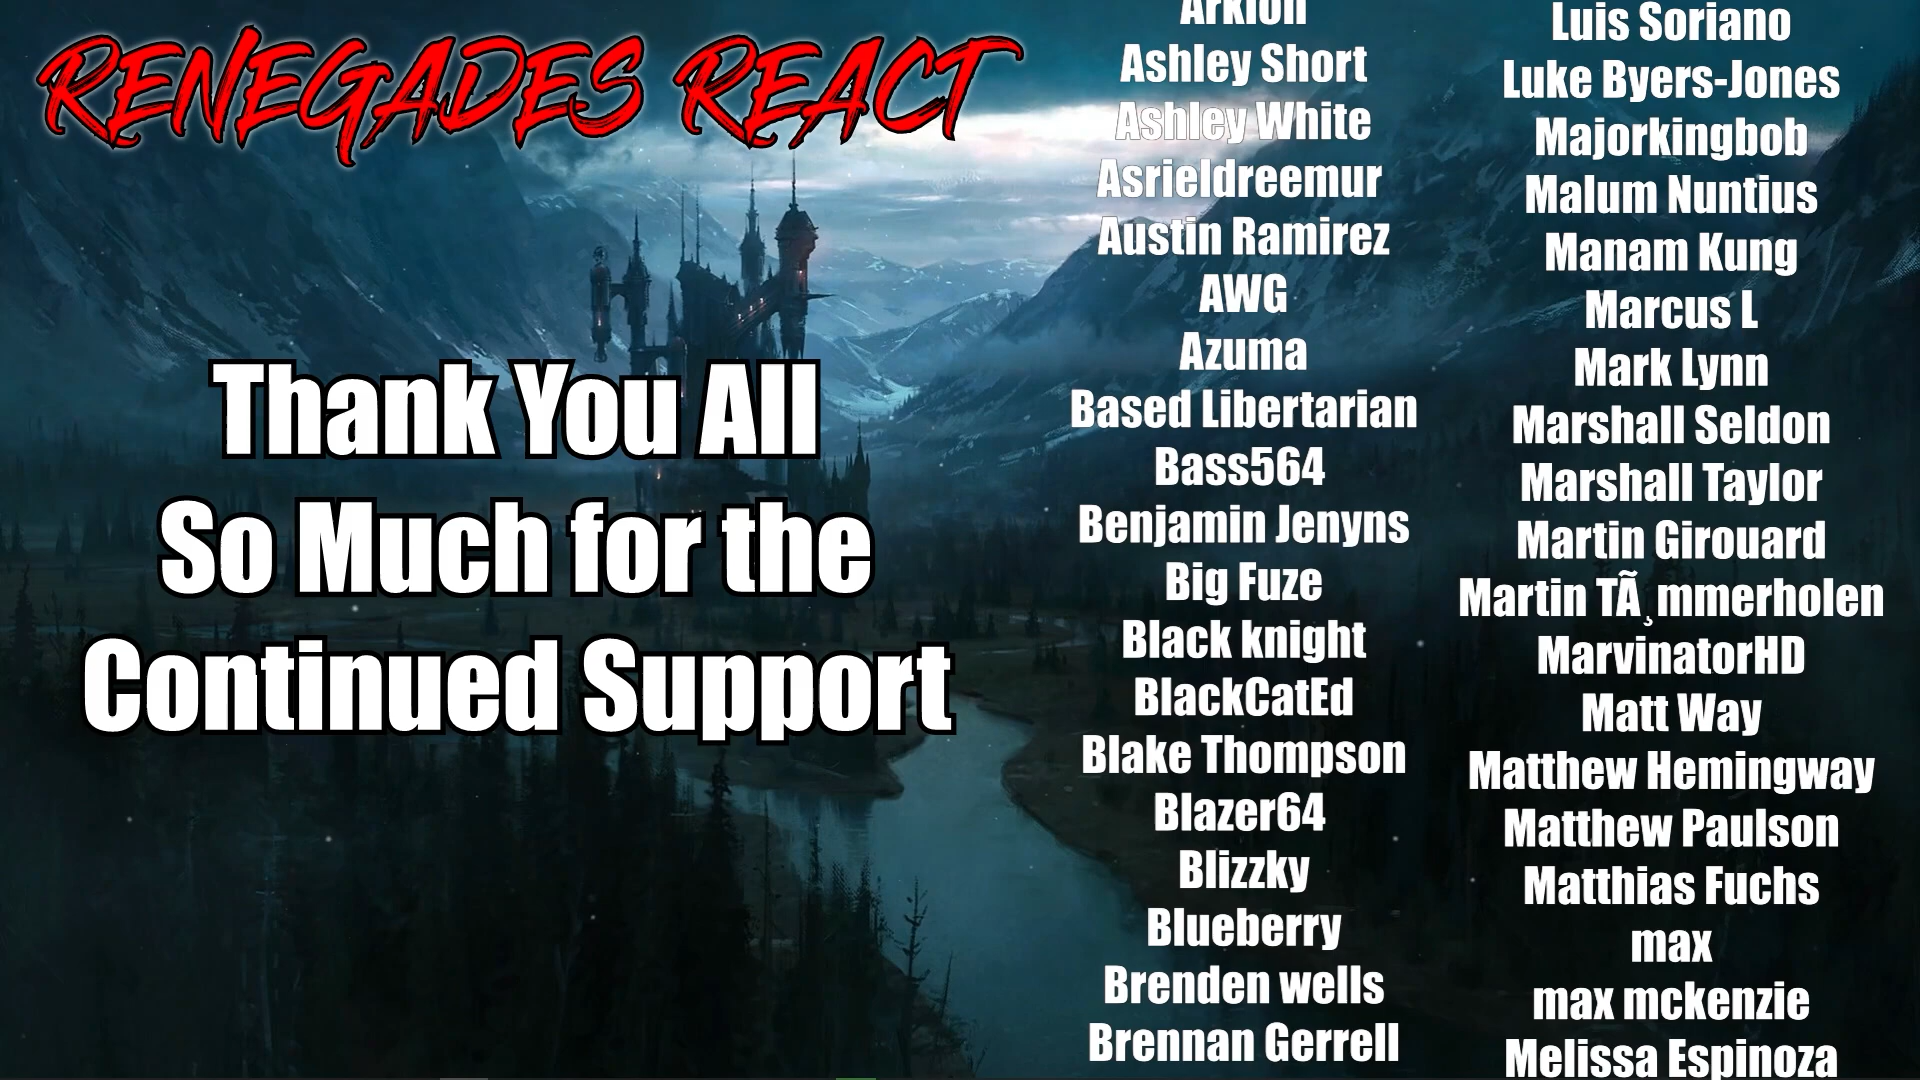 RENEGADES REACT
Thank You All
So Much for the
Continued Support
Arkion
Ashley Short
Ashley White
Asrieldreemur
Austin Ramirez
AWG
Azuma
Based Libertarian
Bass564
Benjamin Jenyns
Big Fuze
Black knight
BlackCatEd
Blake Thompson
Blazer64
Blizzky
Blueberry
Brenden wells
Brennan Gerrell
Luis Soriano
Luke Byers-Jones
Majorkingbob
Malum Nuntius
Manam Kung
Marcus L
Mark Lynn
Marshall Seldon
Marshall Taylor
Martin Girouard
Martin TÃ¸mmerholen
MarvinatorHD
Matt Way
Matthew Hemingway
Matthew Paulson
Matthias Fuchs
max
max mckenzie
Melissa Espinoza